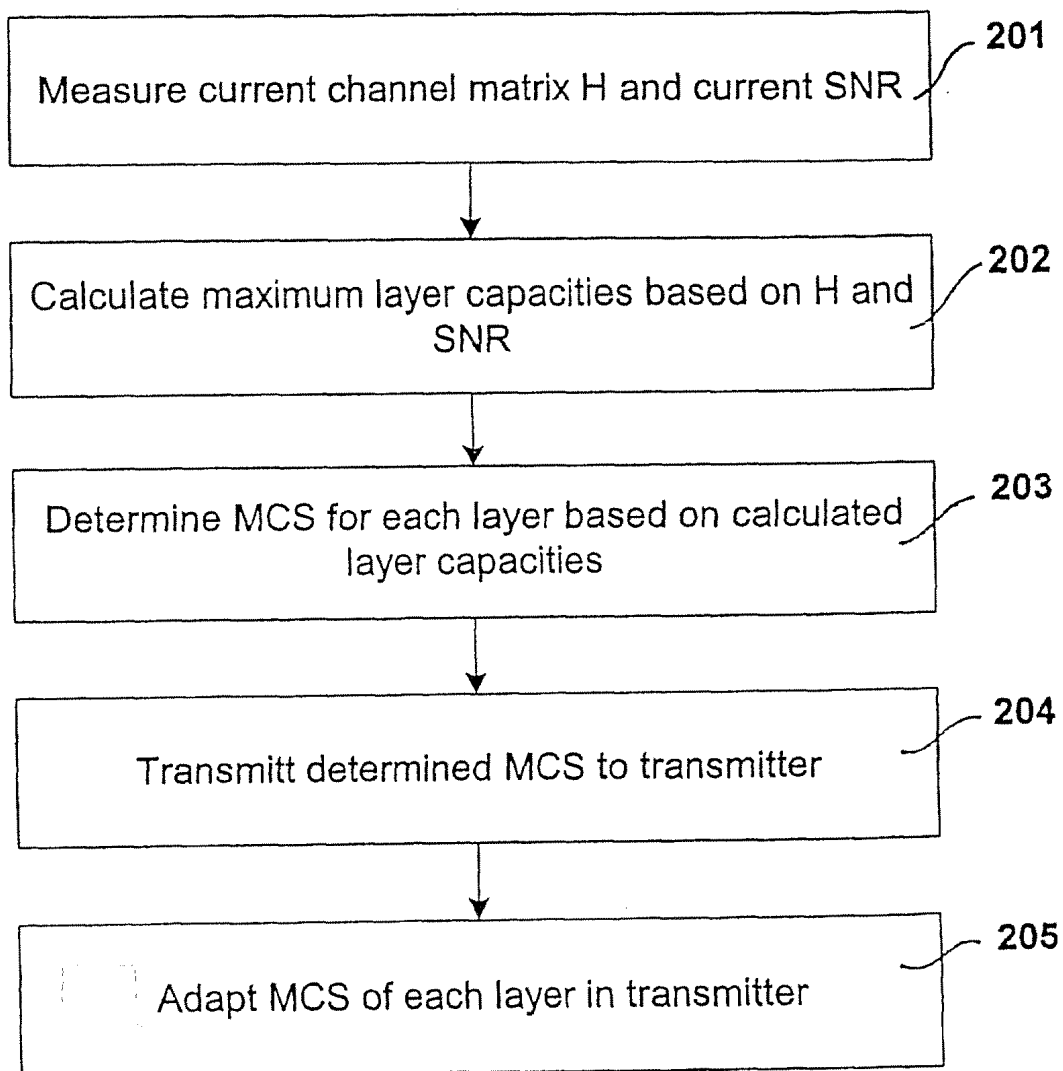 201
Measure current channel matrix H and current SNR
202
Calculate maximum layer capacities based on H and
SNR
203
Determine MCS for each layer based on calculated
layer capacities
204
Transmitt determined MCS to transmitter
205
Adapt MCS of each layer in transmitter